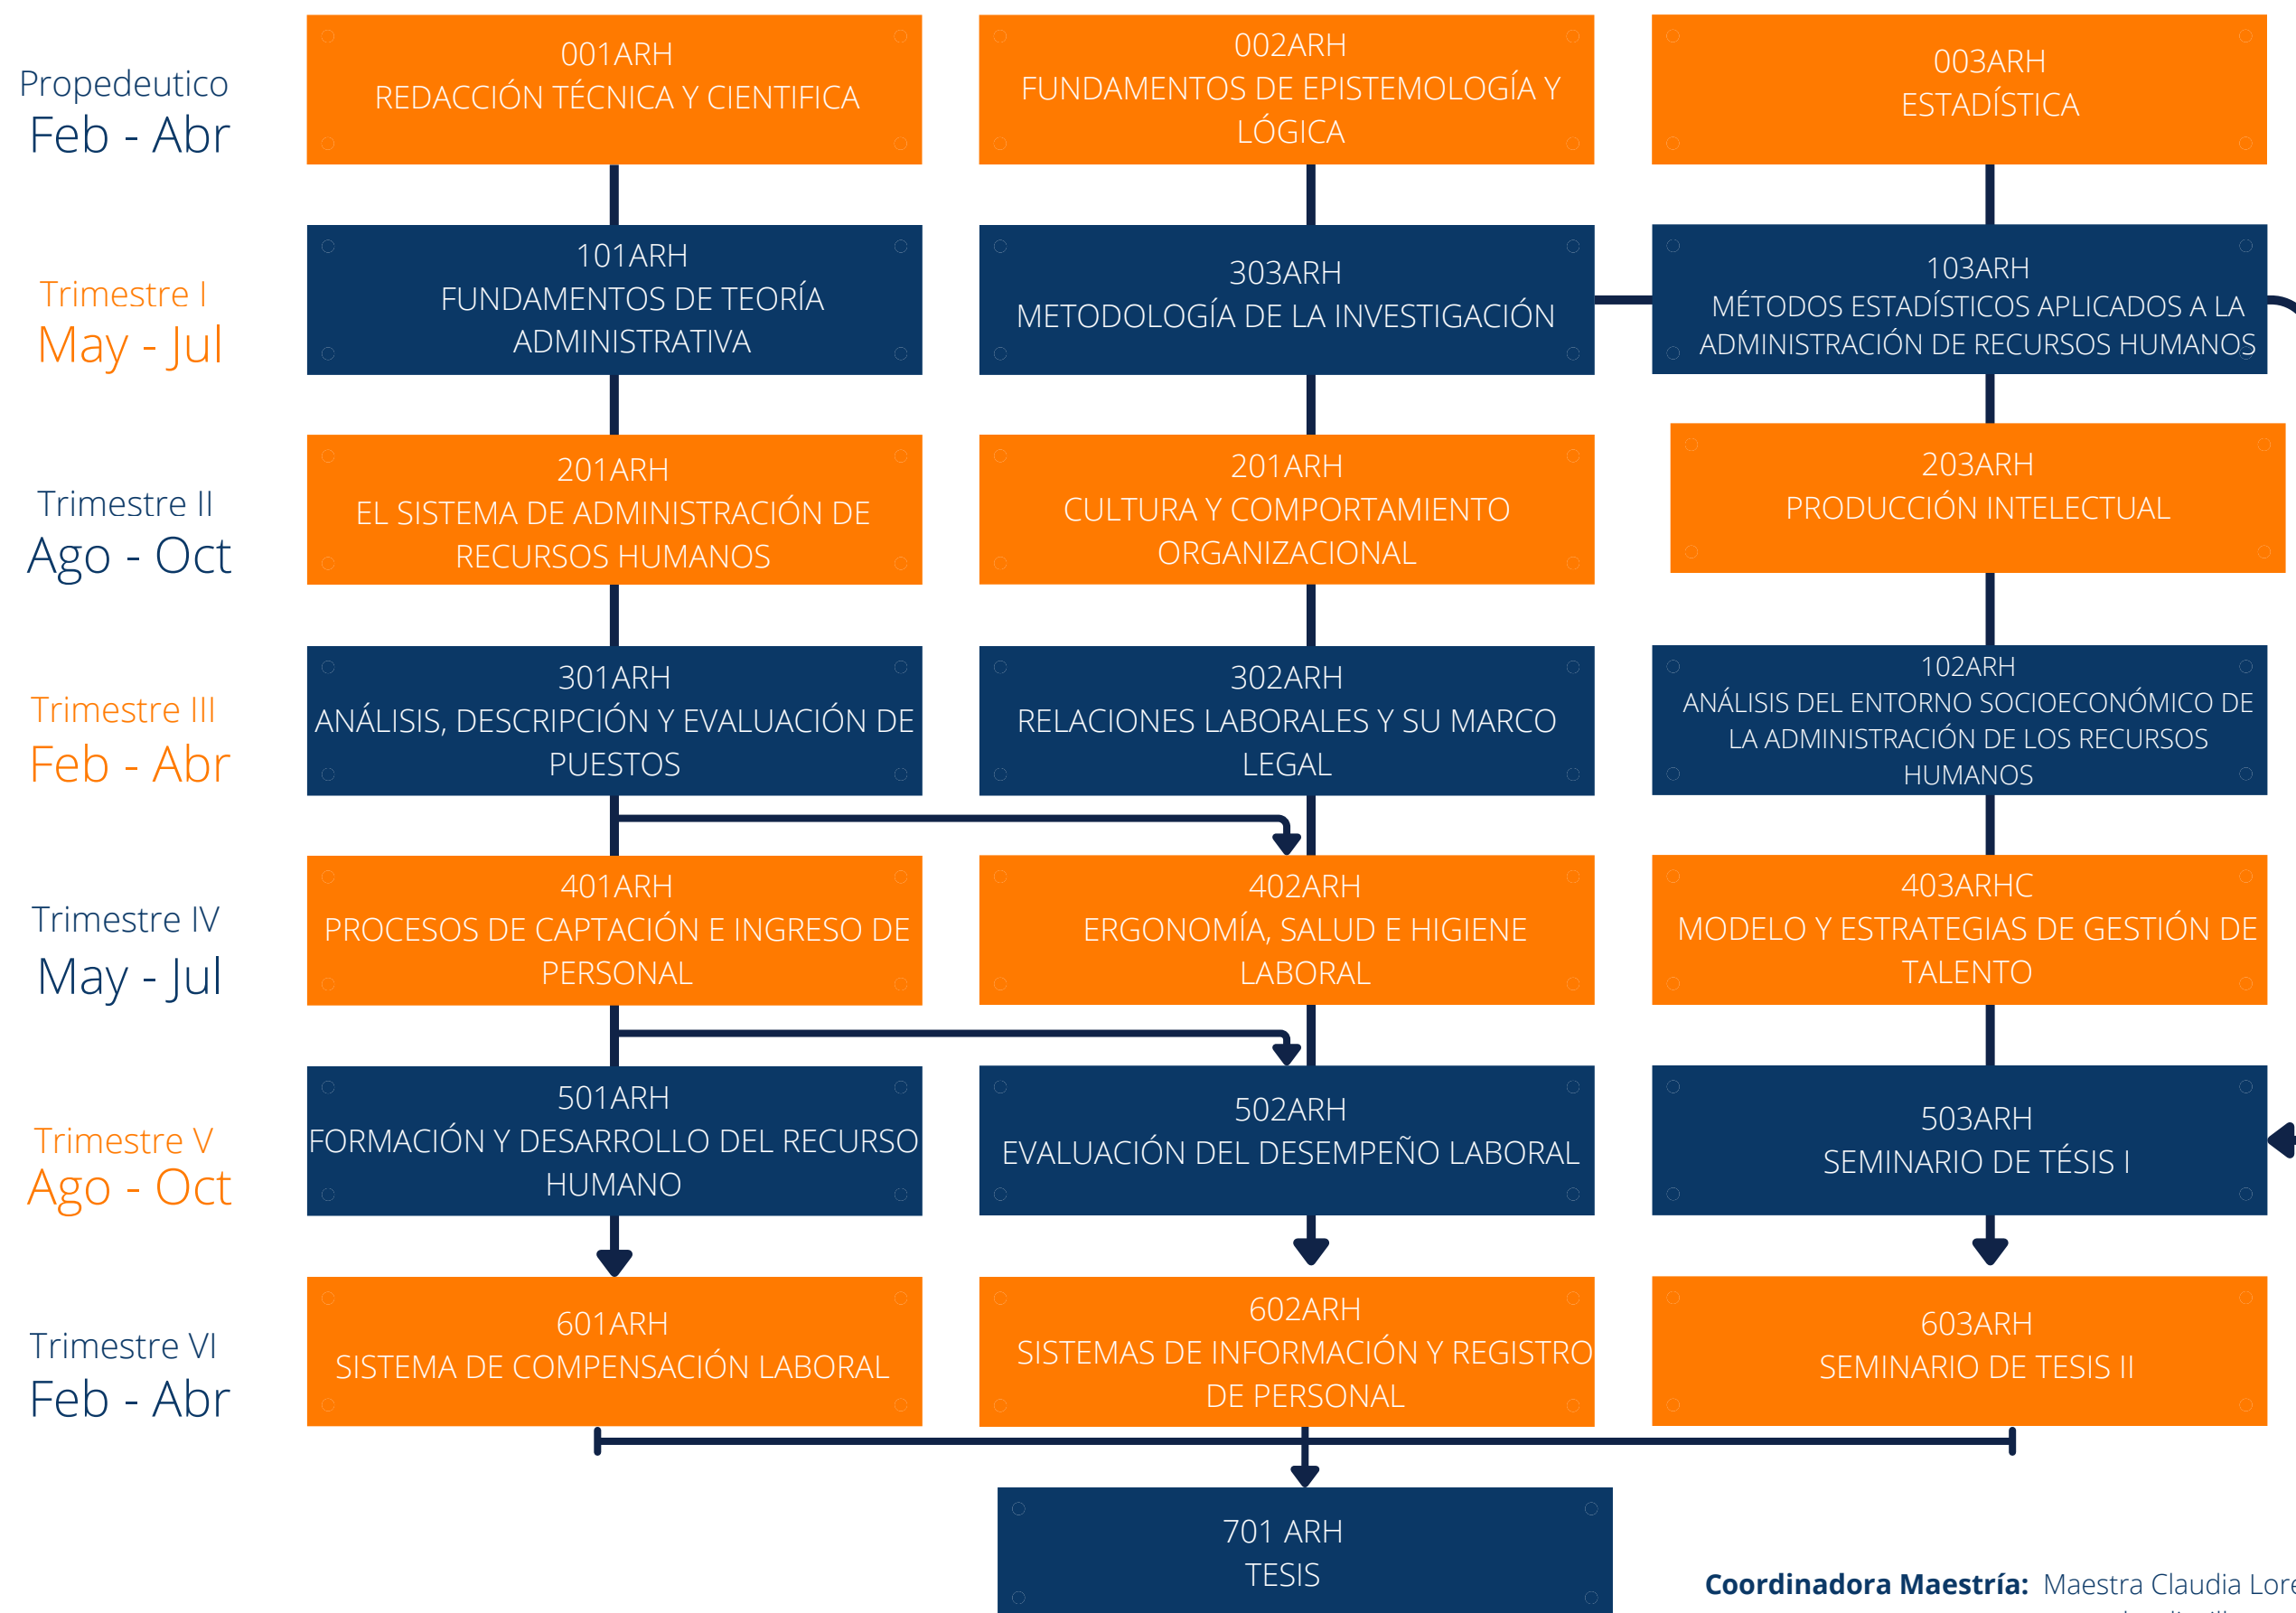 Propedeutico
Feb - Abr
001ARH
REDACCIÓN TÉCNICA Y CIENTIFICA
002ARH
FUNDAMENTOS DE EPISTEMOLOGÍA Y
LÓGICA
003ARH
ESTADÍSTICA
Trimestre I
May - Jul
101ARH
FUNDAMENTOS DE TEORÍA
ADMINISTRATIVA
303ARH
METODOLOGÍA DE LA INVESTIGACIÓN
103ARH
MÉTODOS ESTADÍSTICOS APLICADOS A LA
ADMINISTRACIÓN DE RECURSOS HUMANOS
Trimestre II
Ago - Oct
201ARH
EL SISTEMA DE ADMINISTRACIÓN DE
RECURSOS HUMANOS
201ARH
CULTURA Y COMPORTAMIENTO
ORGANIZACIONAL
203ARH
PRODUCCIÓN INTELECTUAL
Trimestre III
Feb - Abr
301ARH
ANÁLISIS, DESCRIPCIÓN Y EVALUACIÓN DE
PUESTOS
302ARH
RELACIONES LABORALES Y SU MARCO
LEGAL
102ARH
ANÁLISIS DEL ENTORNO SOCIOECONÓMICO DE
LA ADMINISTRACIÓN DE LOS RECURSOS
HUMANOS
Trimestre IV
May - Jul
401ARH
PROCESOS DE CAPTACIÓN E INGRESO DE
PERSONAL
402ARH
ERGONOMÍA, SALUD E HIGIENE
LABORAL
403ARHC
MODELO Y ESTRATEGIAS DE GESTIÓN DE
TALENTO
Trimestre V
Ago - Oct
501ARH
FORMACIÓN Y DESARROLLO DEL RECURSO
HUMANO
502ARH
EVALUACIÓN DEL DESEMPEÑO LABORAL
503ARH
SEMINARIO DE TÉSIS I
Trimestre VI
Feb - Abr
601ARH
SISTEMA DE COMPENSACIÓN LABORAL
602ARH
SISTEMAS DE INFORMACIÓN Y REGISTRO
DE PERSONAL
603ARH
SEMINARIO DE TESIS II
701 ARH
TESIS
Coordinadora Maestría: Maestra Claudia